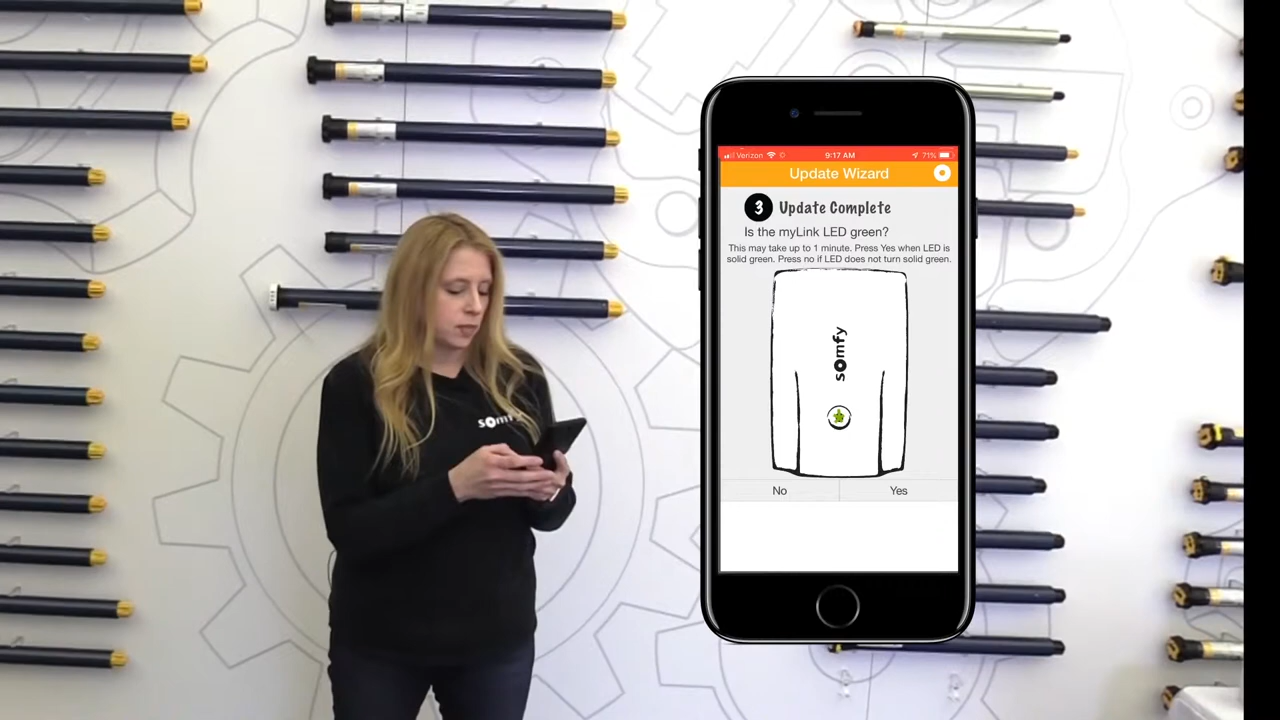 Verizon 9:17 AM 71%
Update Wizard
3 Update Complete
Is the myLink LED green?
This may take up to 1 minute. Press Yes when LED is
solid green. Press no if LED does not turn solid green.
somfy
No Yes
somfy